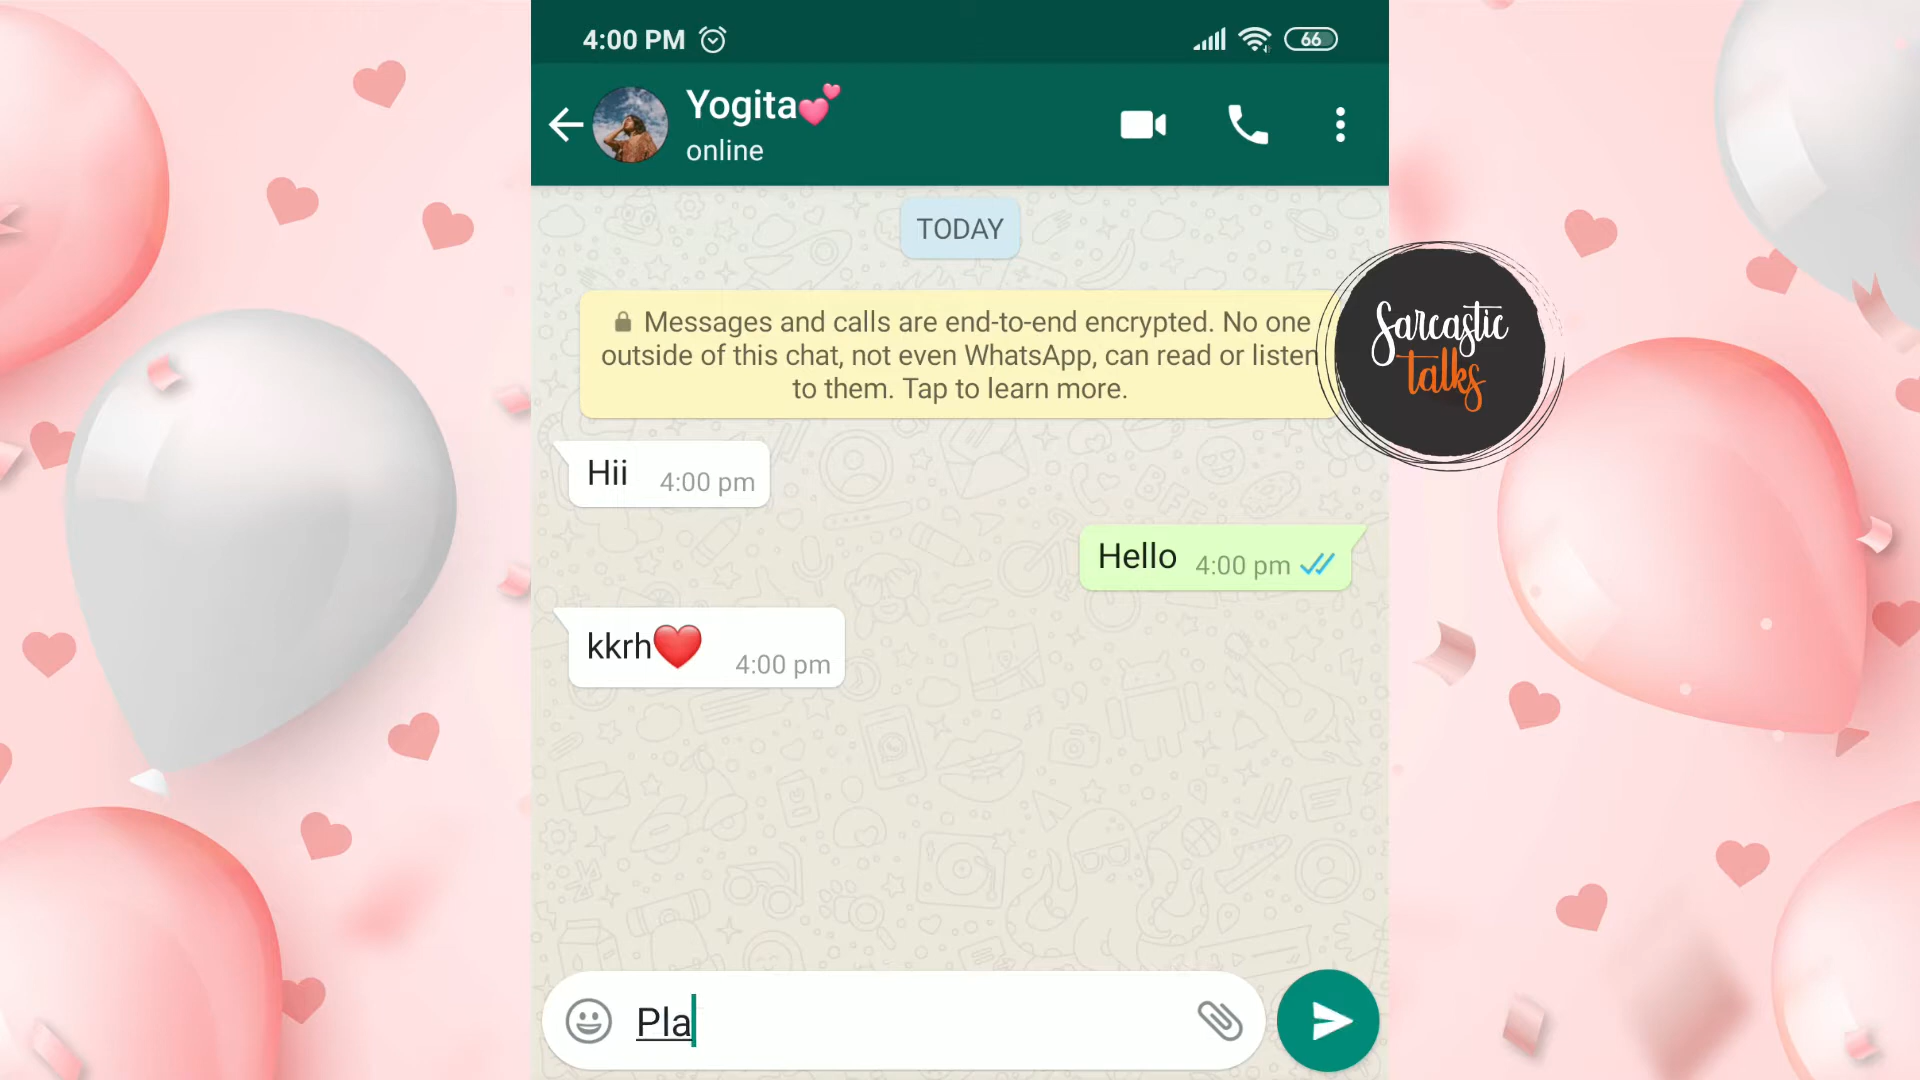 4:00 PM
66
Yogita💕
online
TODAY
Messages and calls are end-to-end encrypted. No one
outside of this chat, not even WhatsApp, can read or listen
to them. Tap to learn more.
Sarcastic
talks
Hii 4:00 pm
Hello 4:00 pm
kkrh❤️ 4:00 pm
Pla